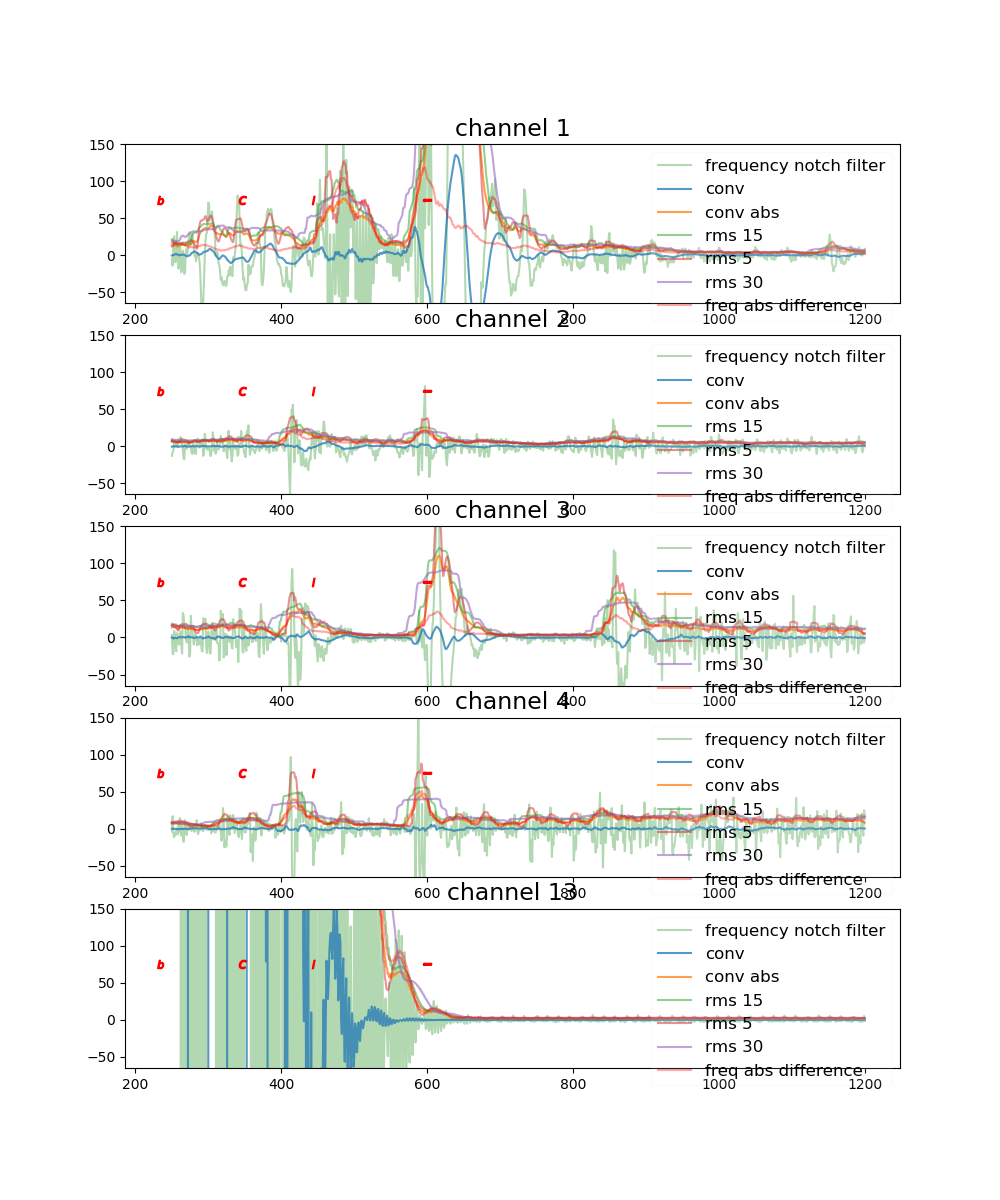 channel 1
150
100
50
0
−50
b C l -
frequency notch filter
conv
conv abs
rms 15
rms 5
rms 30
freq abs difference
200 400 600 800 1000 1200
channel 2
150
100
50
0
−50
b C l -
frequency notch filter
conv
conv abs
rms 15
rms 5
rms 30
freq abs difference
200 400 600 800 1000 1200
channel 3
150
100
50
0
−50
b C l -
frequency notch filter
conv
conv abs
rms 15
rms 5
rms 30
freq abs difference
200 400 600 800 1000 1200
channel 4
150
100
50
0
−50
b C l -
frequency notch filter
conv
conv abs
rms 15
rms 5
rms 30
freq abs difference
200 400 600 800 1000 1200
channel 13
150
100
50
0
−50
b C l -
frequency notch filter
conv
conv abs
rms 15
rms 5
rms 30
freq abs difference
200 400 600 800 1000 1200